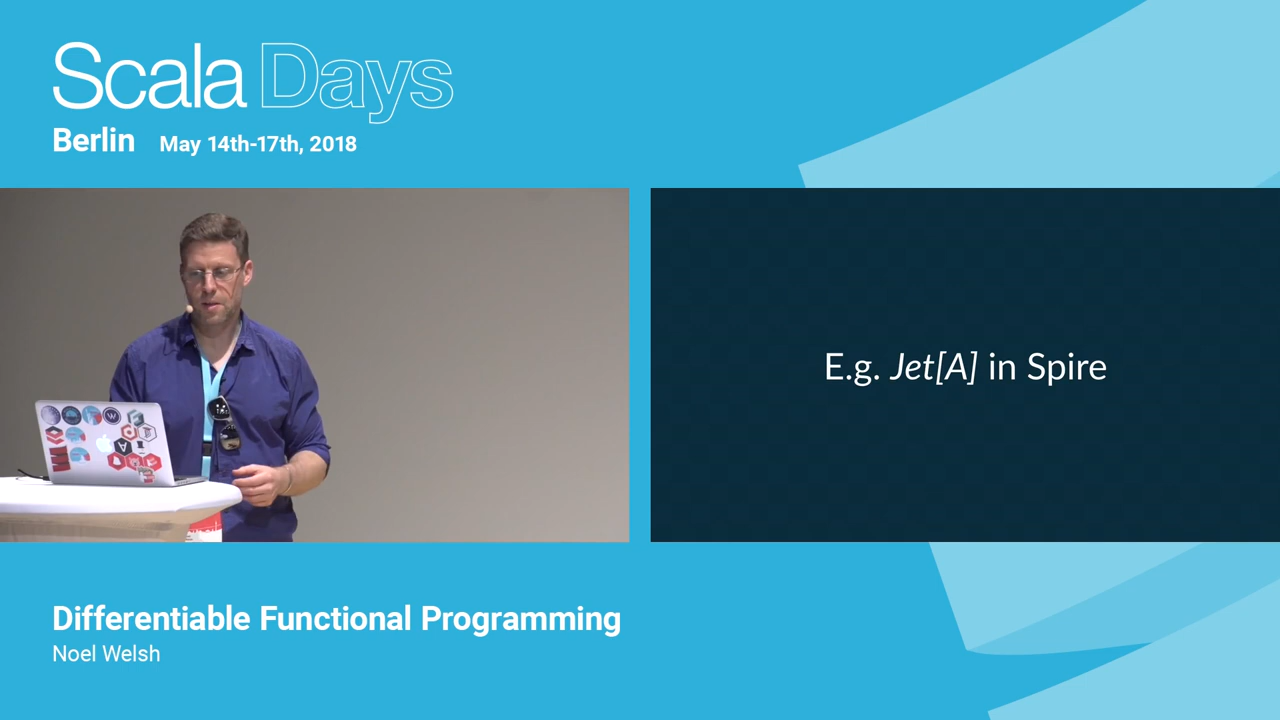 Scala Days
Berlin May 14th-17th, 2018
E.g. Jet[A] in Spire
Differentiable Functional Programming
Noel Welsh